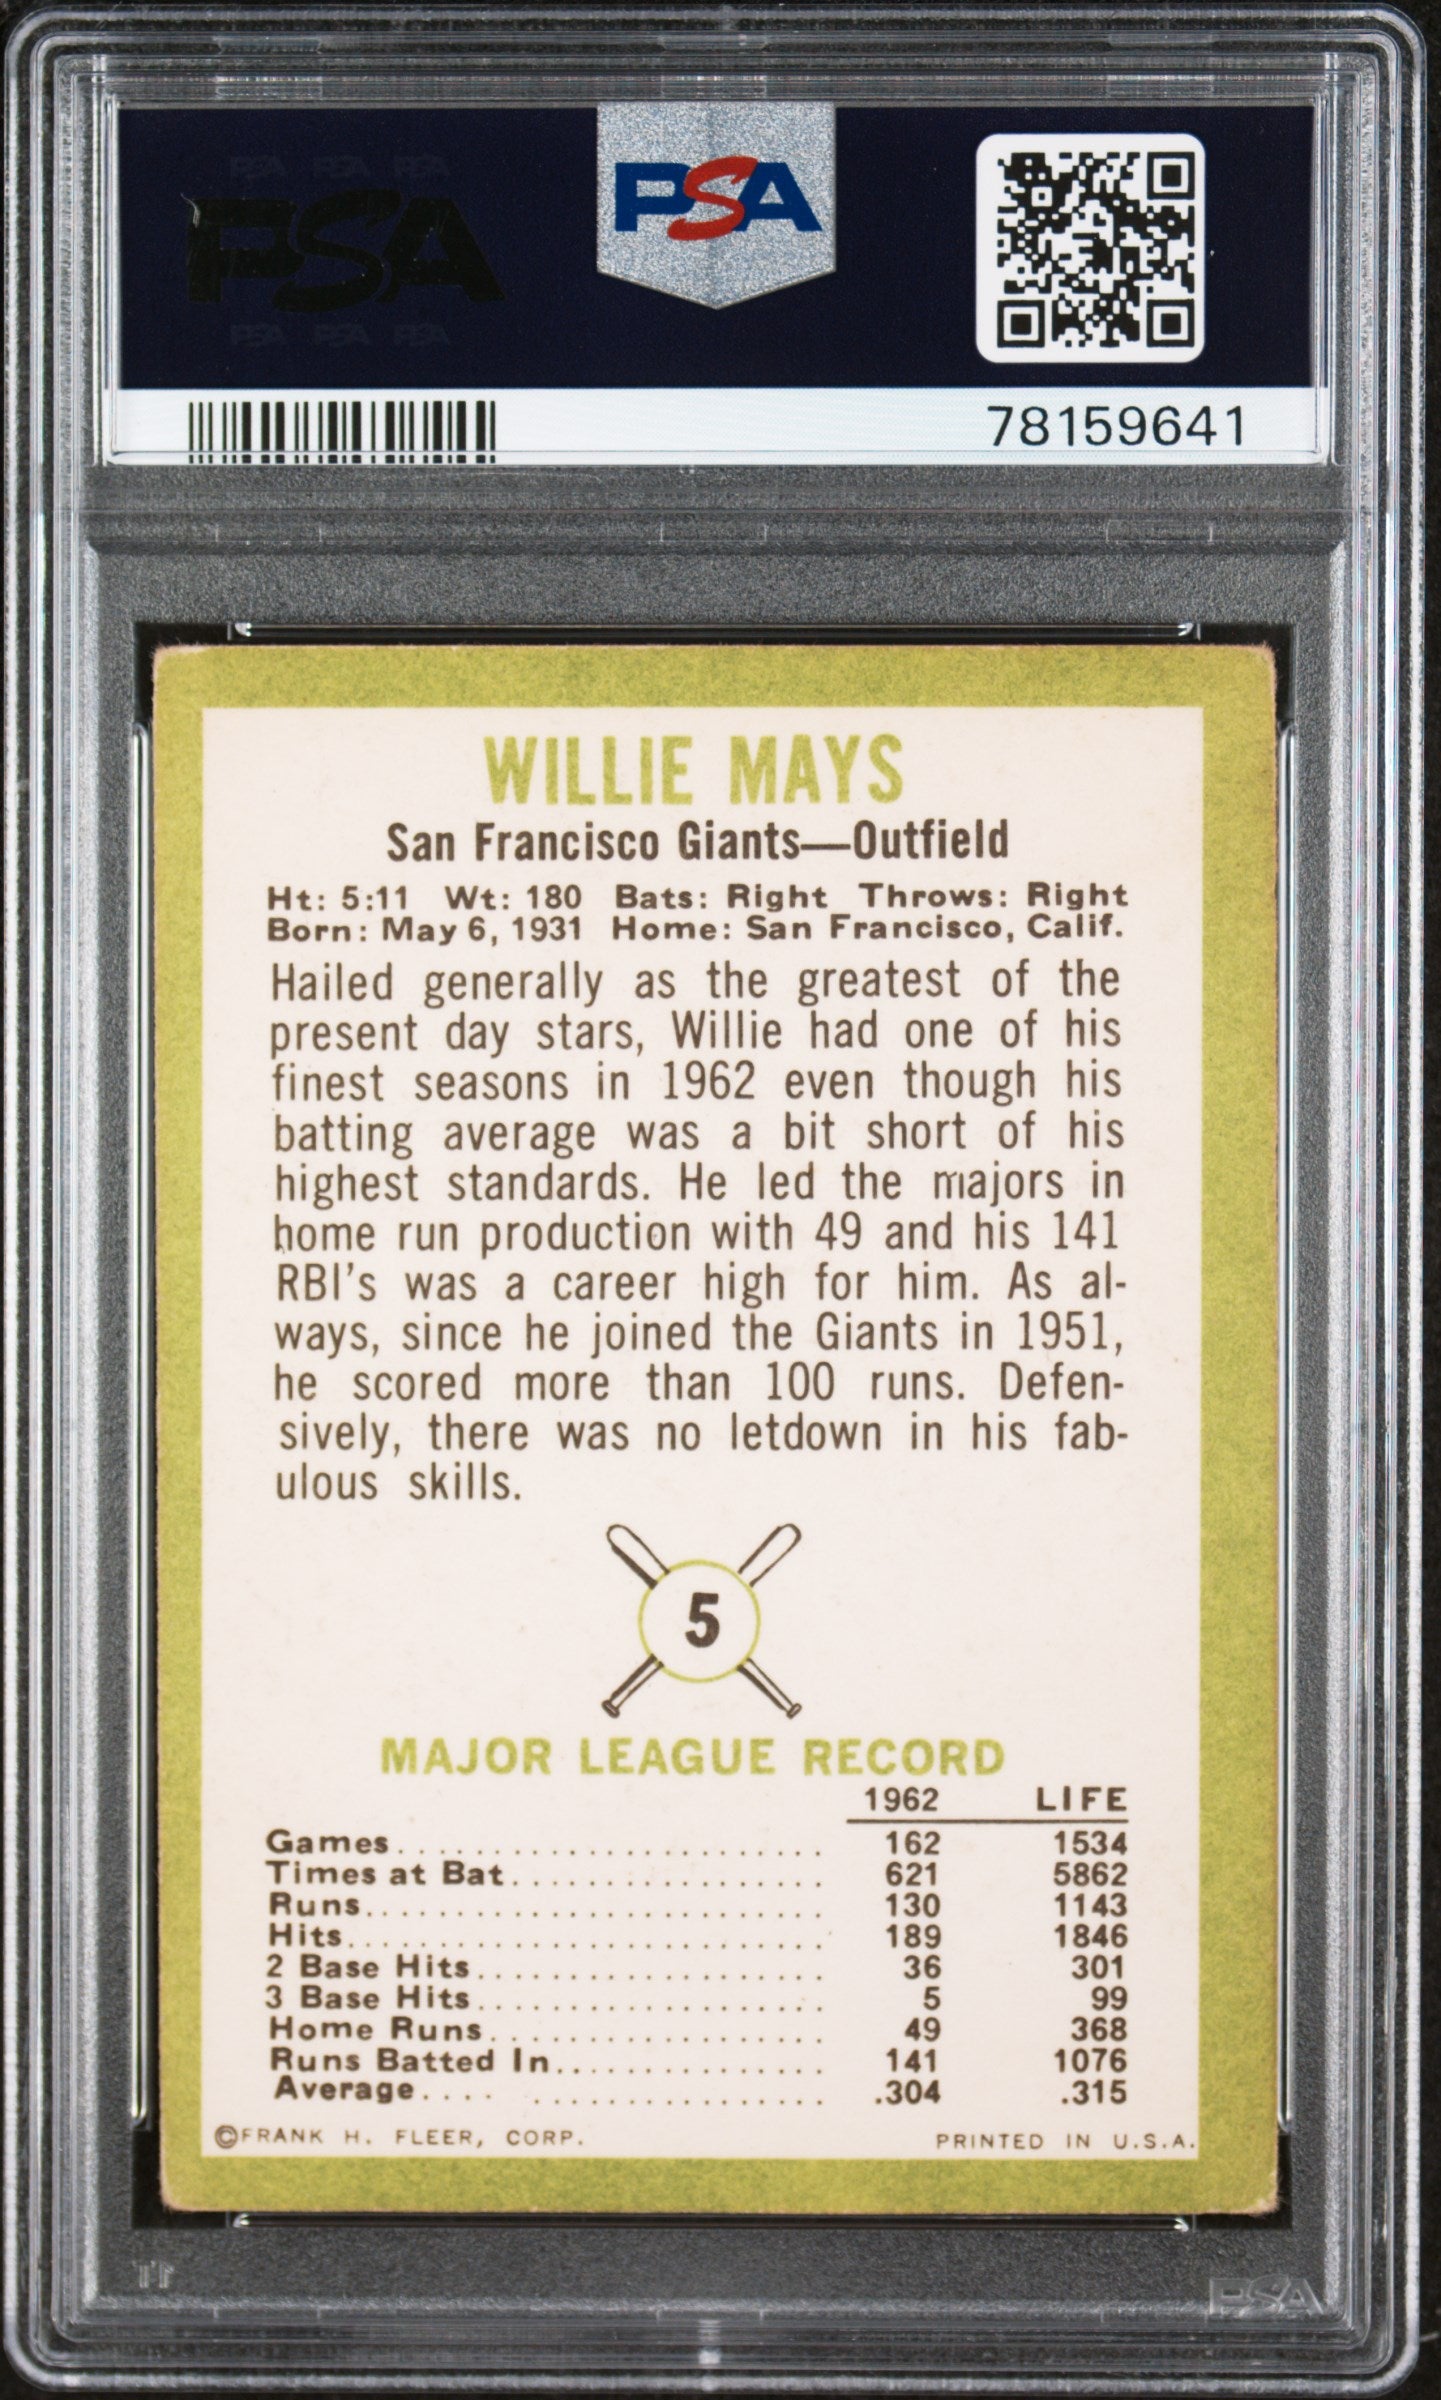 PSA PSA PSA
PSA
PSA PSA PSA
PSA
78159641
WILLIE MAYS
San Francisco Giants—Outfield
Ht: 5:11 Wt: 180 Bats: Right Throws: Right
Born: May 6, 1931 Home: San Francisco, Calif.
Hailed generally as the greatest of the
present day stars, Willie had one of his
finest seasons in 1962 even though his
batting average was a bit short of his
highest standards. He led the majors in
home run production with 49 and his 141
RBI's was a career high for him. As al-
ways, since he joined the Giants in 1951,
he scored more than 100 runs. Defen-
sively, there was no letdown in his fab-
ulous skills.
5
MAJOR LEAGUE RECORD
1962 LIFE
Games......................... 162 1534
Times at Bat................. 621 5862
Runs.......................... 130 1143
Hits........................... 189 1846
2 Base Hits................... 36 301
3 Base Hits................... 5 99
Home Runs.................. 49 368
Runs Batted In............... 141 1076
Average.... ................ .304 .315
©FRANK H. FLEER, CORP. PRINTED IN U.S.A.
PSA